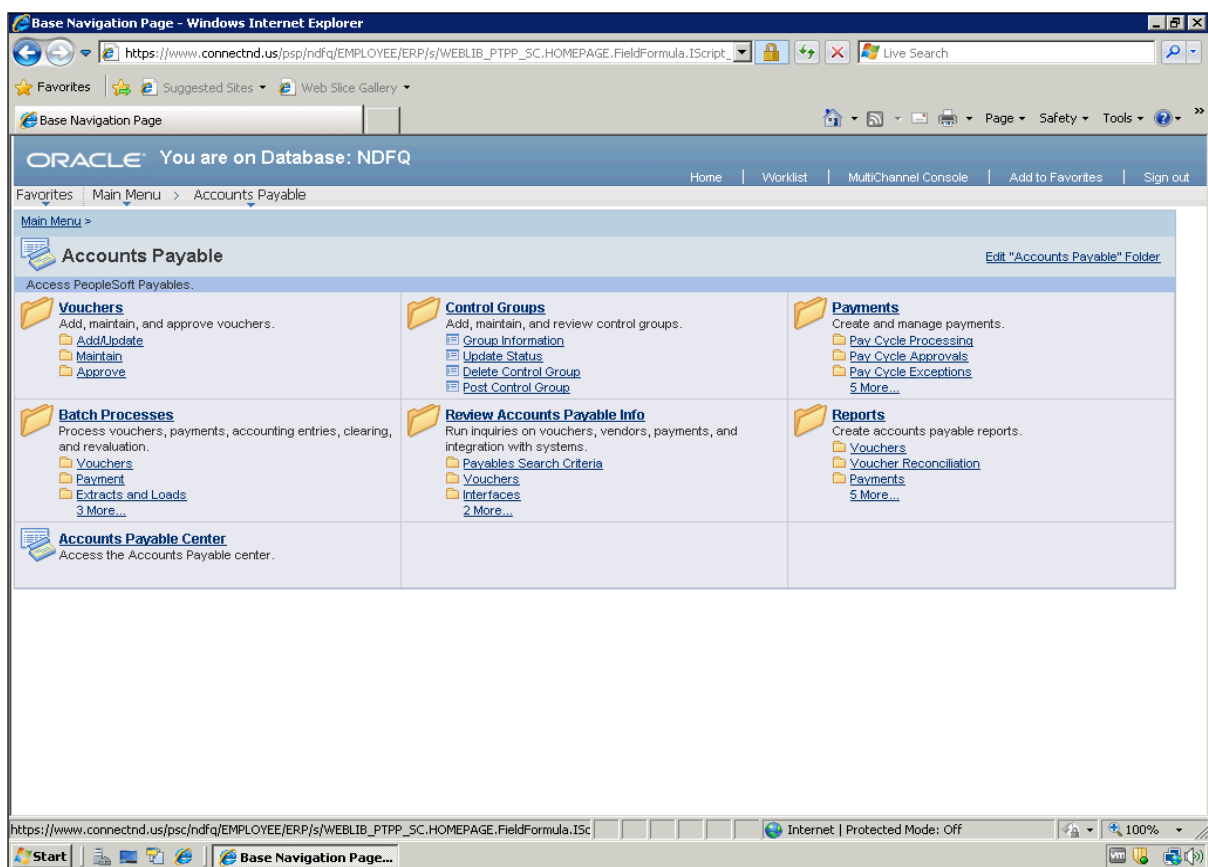 Base Navigation Page - Windows Internet Explorer
https://www.connectnd.us/psp/ndfq/EMPLOYEE/ERP/s/WEBLIB_PTPP_SC.HOMEPAGE.FieldFormula.IScript_
Live Search
Favorites
Suggested Sites
Web Slice Gallery
Base Navigation Page
Page
Safety
Tools
»
ORACLE
You are on Database: NDFQ
Home | Worklist | MultiChannel Console | Add to Favorites | Sign out
Favorites Main Menu > Accounts Payable
Main Menu >
Accounts Payable
Edit "Accounts Payable" Folder
Access PeopleSoft Payables.
Vouchers
Add, maintain, and approve vouchers.
Add/Update
Maintain
Approve
Control Groups
Add, maintain, and review control groups.
Group Information
Update Status
Delete Control Group
Post Control Group
Payments
Create and manage payments.
Pay Cycle Processing
Pay Cycle Approvals
Pay Cycle Exceptions
5 More...
Batch Processes
Process vouchers, payments, accounting entries, clearing,
and revaluation.
Vouchers
Payment
Extracts and Loads
3 More...
Review Accounts Payable Info
Run inquiries on vouchers, vendors, payments, and
integration with systems.
Payables Search Criteria
Vouchers
Interfaces
2 More...
Reports
Create accounts payable reports.
Vouchers
Voucher Reconciliation
Payments
5 More...
Accounts Payable Center
Access the Accounts Payable center.
https://www.connectnd.us/psc/ndfq/EMPLOYEE/ERP/s/WEBLIB_PTPP_SC.HOMEPAGE.FieldFormula.ISc
Internet | Protected Mode: Off
100%
Start
Base Navigation Page...